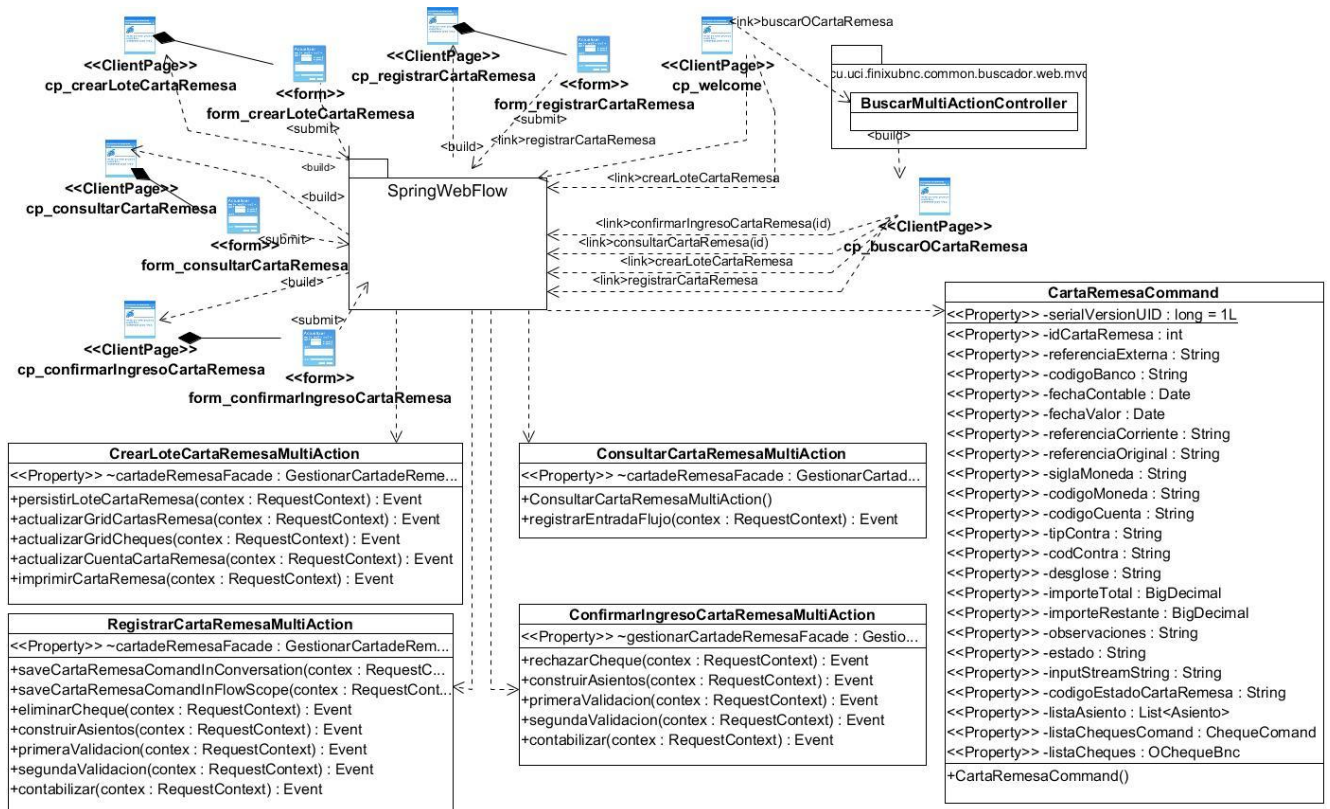 <<ClientPage>>
cp_crearLoteCartaRemesa
<<form>>
form_crearLoteCartaRemesa
<submit>
<<ClientPage>>
cp_registrarCartaRemesa
<<form>>
form_registrarCartaRemesa
<submit>
<build>
<link>registrarCartaRemesa
<ink>buscarOCartaRemesa
<<ClientPage>>
cp_welcome
cu.uci.finixubnc.common.buscador.web.mvc
BuscarMultiActionController
<build>
<<ClientPage>>
cp_consultarCartaRemesa
<build>
<build>
<<form>>
form_consultarCartaRemesa
<submit>
<build>
SpringWebFlow
<link>crearLoteCartaRemesa
<link>confirmarIngresoCartaRemesa(id)
<link>consultarCartaRemesa(id)
<link>crearLoteCartaRemesa
<link>registrarCartaRemesa
<<ClientPage>>
cp_buscarOCartaRemesa
<<ClientPage>>
cp_confirmarIngresoCartaRemesa
<submit>
<<form>>
form_confirmarIngresoCartaRemesa
CrearLoteCartaRemesaMultiAction
<<Property>> ~cartadeRemesaFacade : GestionarCartadeReme...
+persistirLoteCartaRemesa(contex : RequestContext) : Event
+actualizarGridCartasRemesa(contex : RequestContext) : Event
+actualizarGridCheques(contex : RequestContext) : Event
+actualizarCuentaCartaRemesa(contex : RequestContext) : Event
+imprimirCartaRemesa(contex : RequestContext) : Event
ConsultarCartaRemesaMultiAction
<<Property>> ~cartadeRemesaFacade : GestionarCartad...
+ConsultarCartaRemesaMultiAction()
+registrarEntradaFlujo(contex : RequestContext) : Event
RegistrarCartaRemesaMultiAction
<<Property>> ~cartadeRemesaFacade : GestionarCartadeRem...
+saveCartaRemesaComandInConversation(contex : RequestC...
+saveCartaRemesaComandInFlowScope(contex : RequestCont...
+eliminarCheque(contex : RequestContext) : Event
+construirAsientos(contex : RequestContext) : Event
+primeraValidacion(contex : RequestContext) : Event
+segundaValidacion(contex : RequestContext) : Event
+contabilizar(contex : RequestContext) : Event
ConfirmarIngresoCartaRemesaMultiAction
<<Property>> ~gestionarCartadeRemesaFacade : Gestio...
+rechazarCheque(contex : RequestContext) : Event
+construirAsientos(contex : RequestContext) : Event
+primeraValidacion(contex : RequestContext) : Event
+segundaValidacion(contex : RequestContext) : Event
+contabilizar(contex : RequestContext) : Event
CartaRemesaCommand
<<Property>> -serialVersionUID : long = 1L
<<Property>> -idCartaRemesa : int
<<Property>> -referenciaExterna : String
<<Property>> -codigoBanco : String
<<Property>> -fechaContable : Date
<<Property>> -fechaValor : Date
<<Property>> -referenciaCorriente : String
<<Property>> -referenciaOriginal : String
<<Property>> -siglaMoneda : String
<<Property>> -codigoMoneda : String
<<Property>> -codigoCuenta : String
<<Property>> -tipContra : String
<<Property>> -codContra : String
<<Property>> -desglose : String
<<Property>> -importeTotal : BigDecimal
<<Property>> -importeRestante : BigDecimal
<<Property>> -observaciones : String
<<Property>> -estado : String
<<Property>> -inputStreamString : String
<<Property>> -codigoEstadoCartaRemesa : String
<<Property>> -listaAsiento : List<Asiento>
<<Property>> -listaChequesComand : ChequeComand
<<Property>> -listaCheques : OChequeBnc
+CartaRemesaCommand()